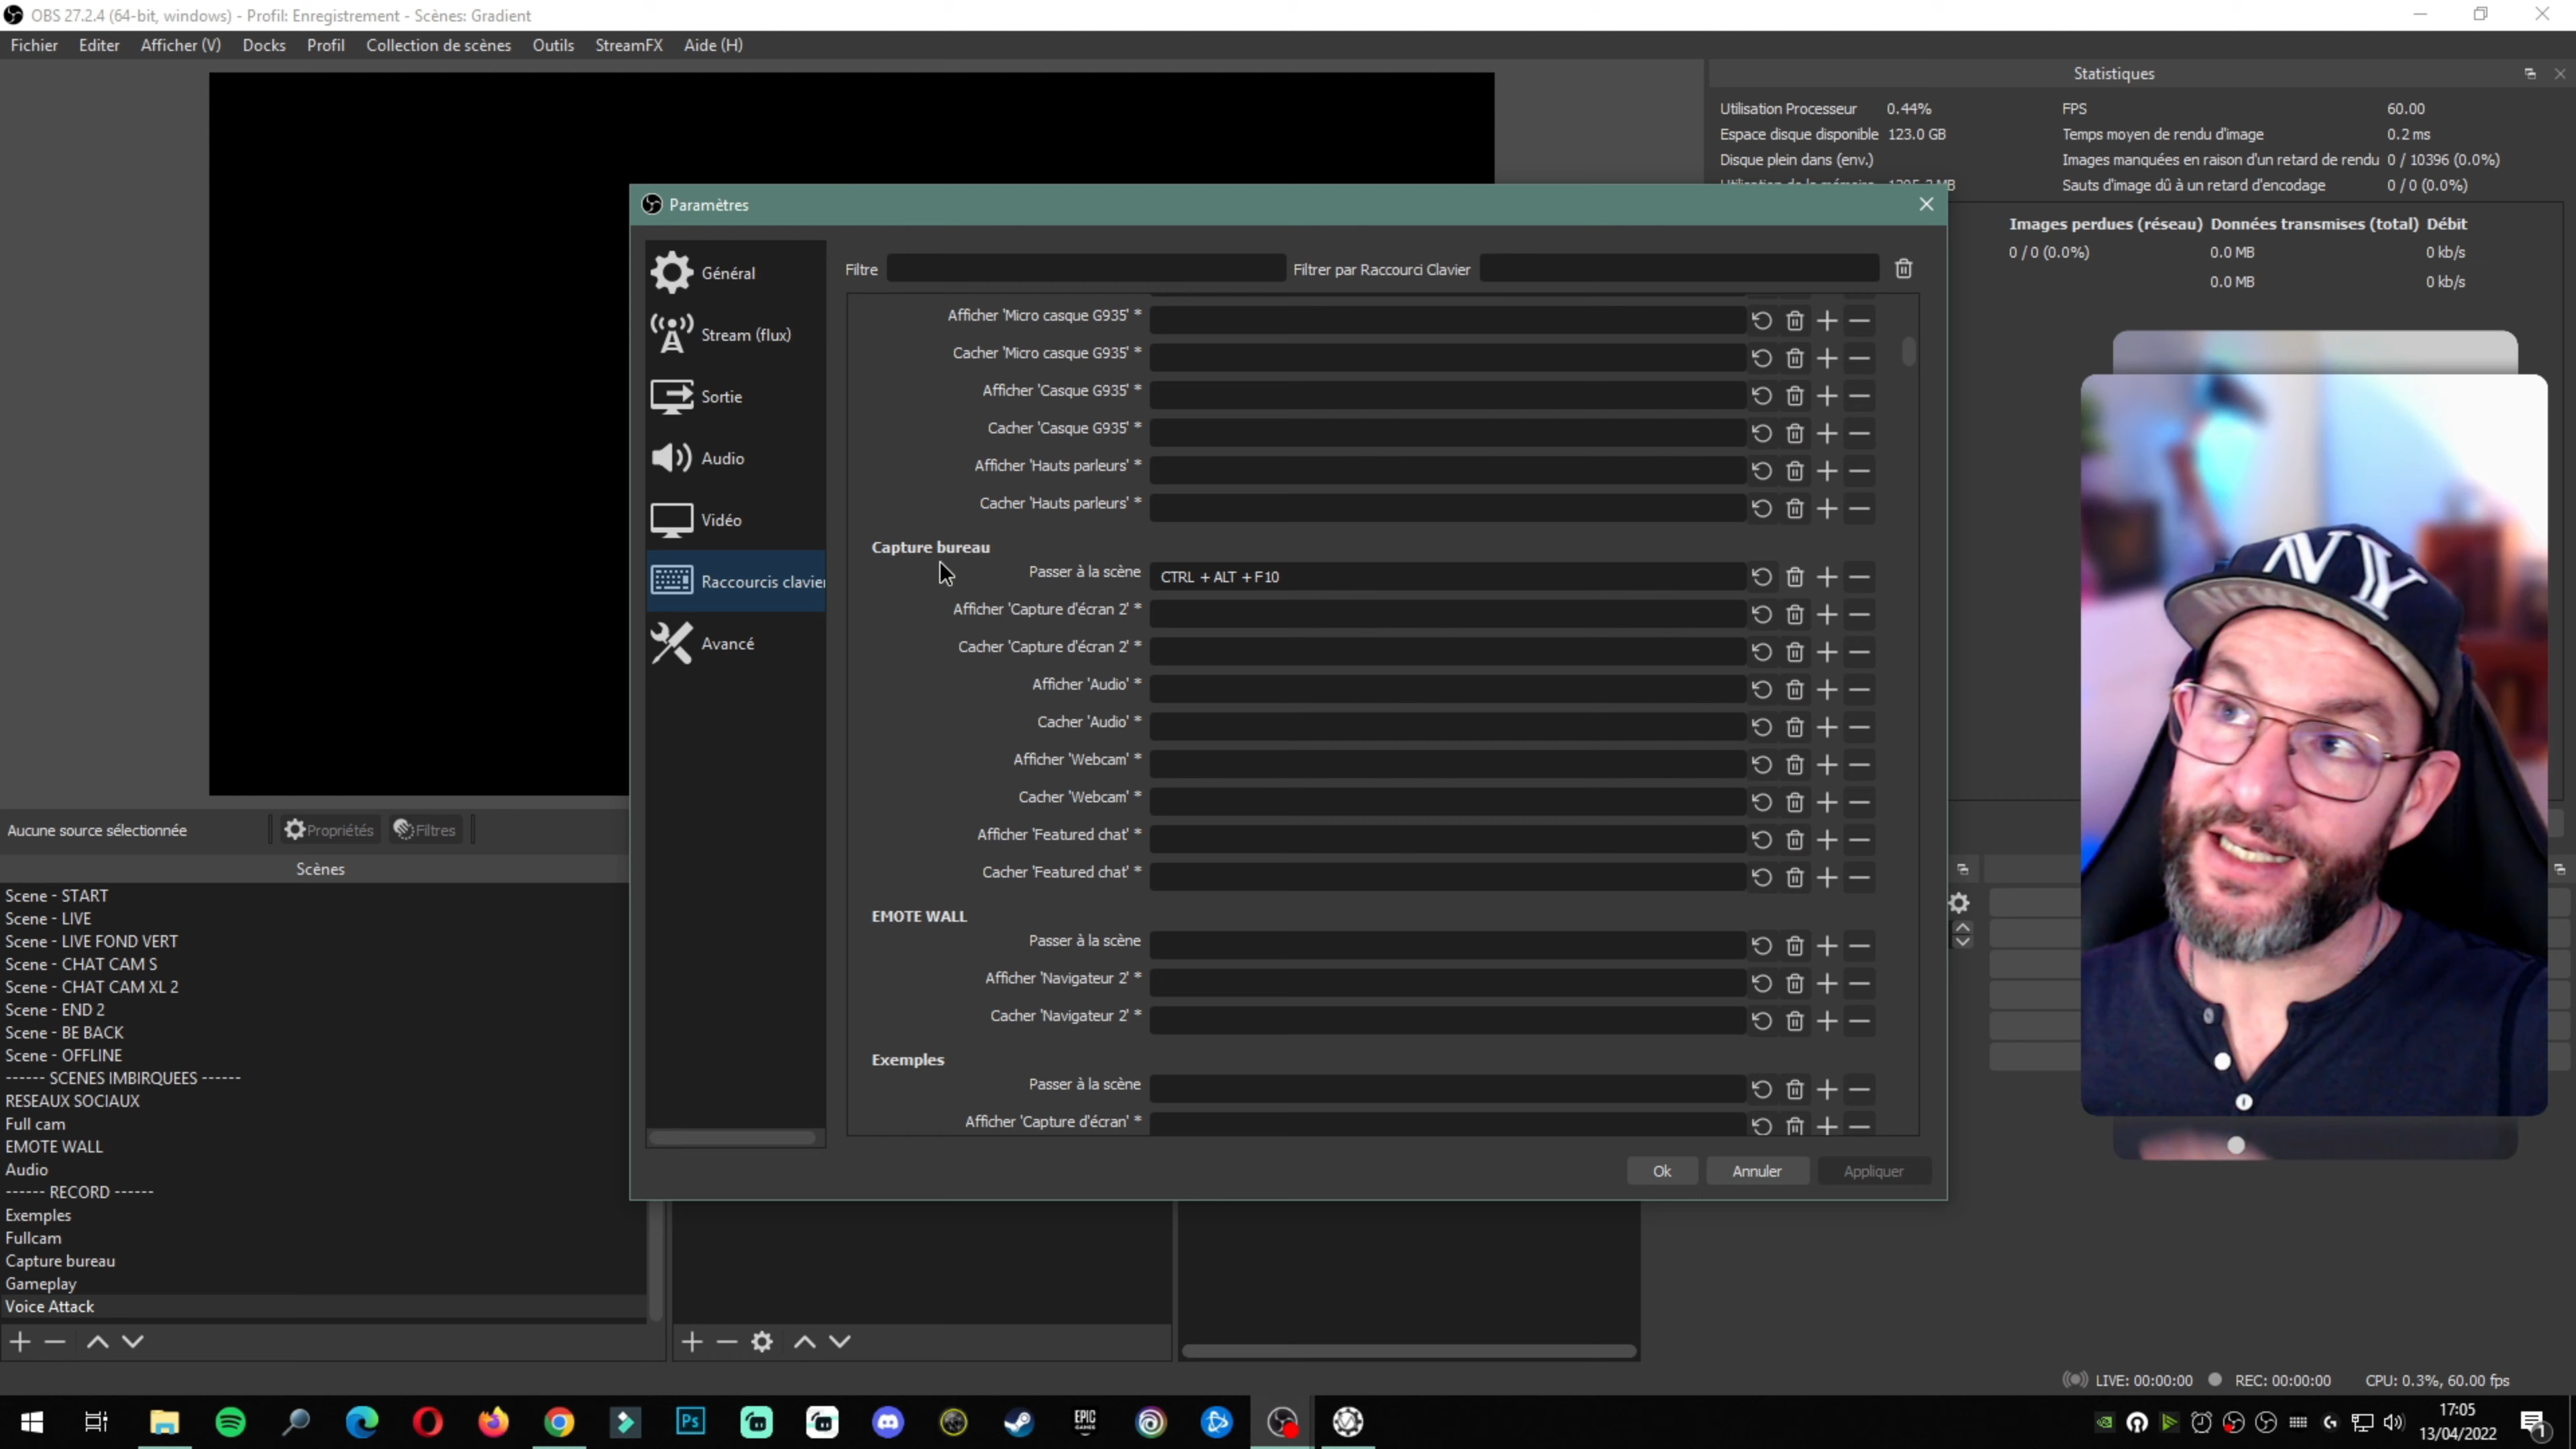 OBS 27.2.4 (64-bit, windows) - Profil: Enregistrement - Scènes: Gradient
Fichier Editer Afficher (V) Docks Profil Collection de scènes Outils StreamFX Aide (H)
Statistiques
Utilisation Processeur 0.44% FPS 60.00
Espace disque disponible 123.0 GB Temps moyen de rendu d'image 0.2 ms
Disque plein dans (env.) Images manquées en raison d'un retard de rendu 0 / 10396 (0.0%)
Sauts d'image dû à un retard d'encodage 0 / 0 (0.0%)
Images perdues (réseau) Données transmises (total) Débit
0 / 0 (0.0%) 0.0 MB 0 kb/s
0.0 MB 0 kb/s
Paramètres
Général
Stream (flux)
Sortie
Audio
Vidéo
Raccourcis clavier
Avancé
Filtre Filtrer par Raccourci Clavier
Afficher 'Micro casque G935' *
Cacher 'Micro casque G935' *
Afficher 'Casque G935' *
Cacher 'Casque G935' *
Afficher 'Hauts parleurs' *
Cacher 'Hauts parleurs' *
Capture bureau
Passer à la scène CTRL + ALT + F10
Afficher 'Capture d'écran 2' *
Cacher 'Capture d'écran 2' *
Afficher 'Audio' *
Cacher 'Audio' *
Afficher 'Webcam' *
Cacher 'Webcam' *
Afficher 'Featured chat' *
Cacher 'Featured chat' *
EMOTE WALL
Passer à la scène
Afficher 'Navigateur 2' *
Cacher 'Navigateur 2' *
Exemples
Passer à la scène
Afficher 'Capture d'écran' *
Ok Annuler Appliquer
Aucune source sélectionnée Propriétés Filtres
Scènes
Scene - START
Scene - LIVE
Scene - LIVE FOND VERT
Scene - CHAT CAM S
Scene - CHAT CAM XL 2
Scene - END 2
Scene - BE BACK
Scene - OFFLINE
------ SCENES IMBIRQUEES ------
RESEAUX SOCIAUX
Full cam
EMOTE WALL
Audio
------ RECORD ------
Exemples
Fullcam
Capture bureau
Gameplay
Voice Attack
NY
LIVE: 00:00:00 REC: 00:00:00 CPU: 0.3%, 60.00 fps
Ps
EPIC
GAMES
17:05
13/04/2022
1